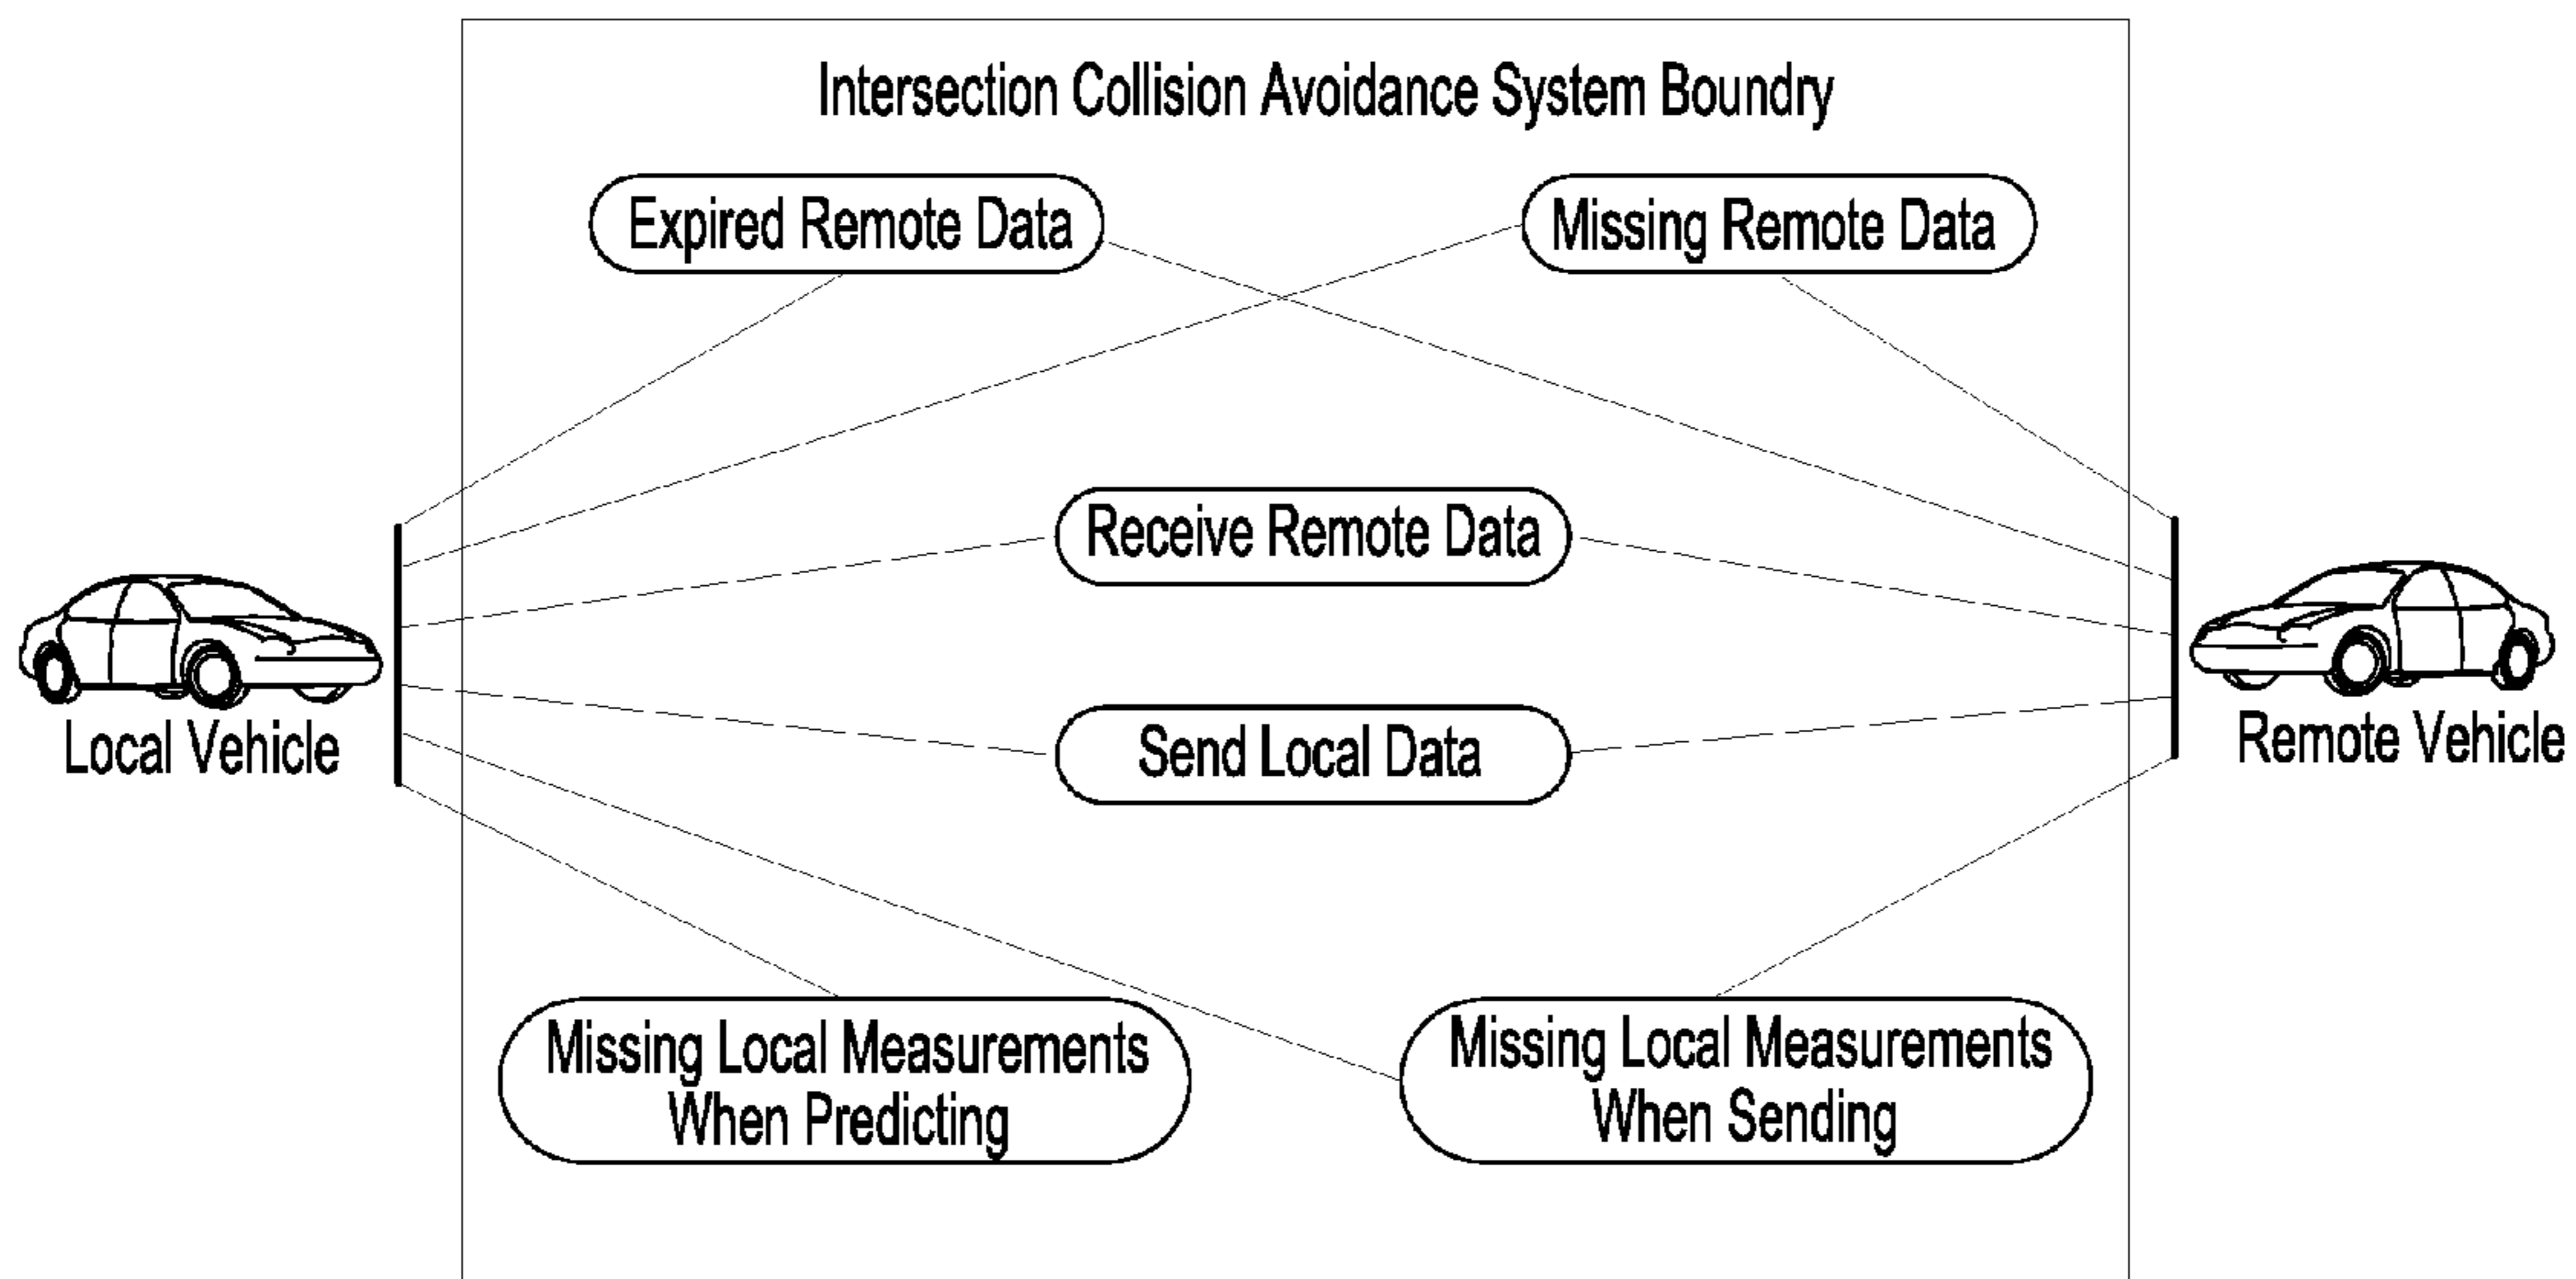 Intersection Collision Avoidance System Boundry
Expired Remote Data
Missing Remote Data
Receive Remote Data
Local Vehicle
Send Local Data
Remote Vehicle
Missing Local Measurements
When Predicting
Missing Local Measurements
When Sending